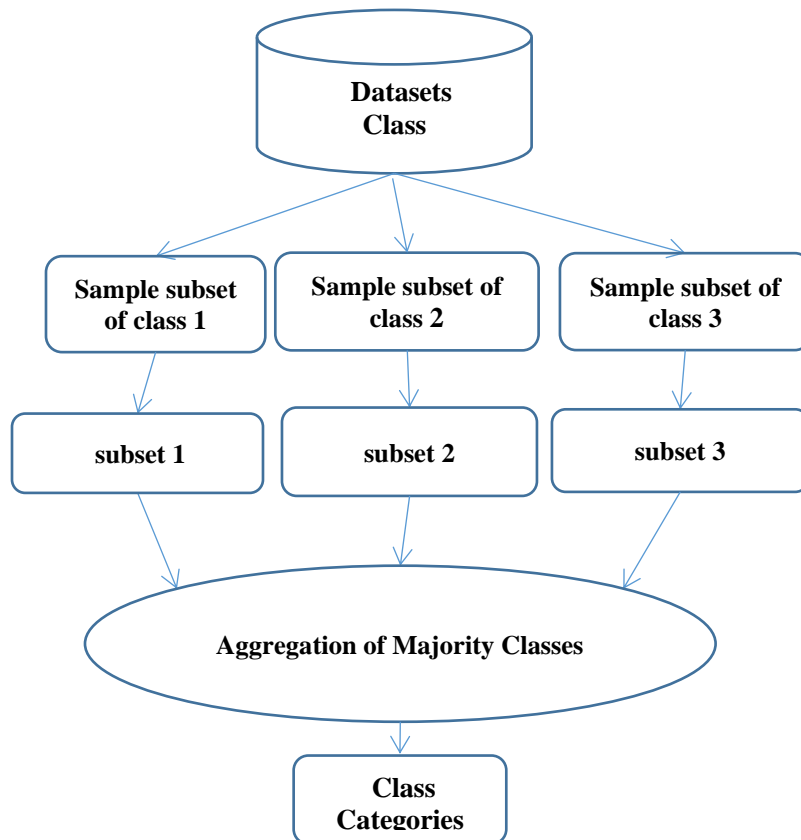 Datasets
Class
Sample subset
of class 1
Sample subset of
class 2
Sample subset of
class 3
subset 1
subset 2
subset 3
Aggregation of Majority Classes
Class
Categories